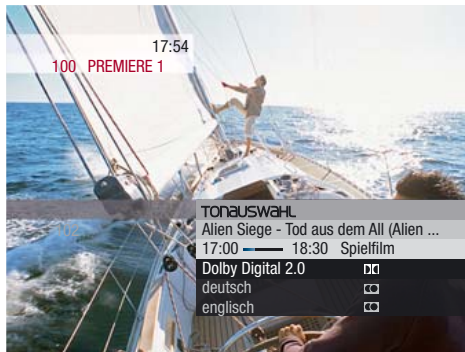 17:54
100 PREMIERE 1
TONAUSWAHL
Alien Siege - Tod aus dem All (Alien ...
17:00 18:30 Spielfilm
Dolby Digital 2.0
deutsch
englisch